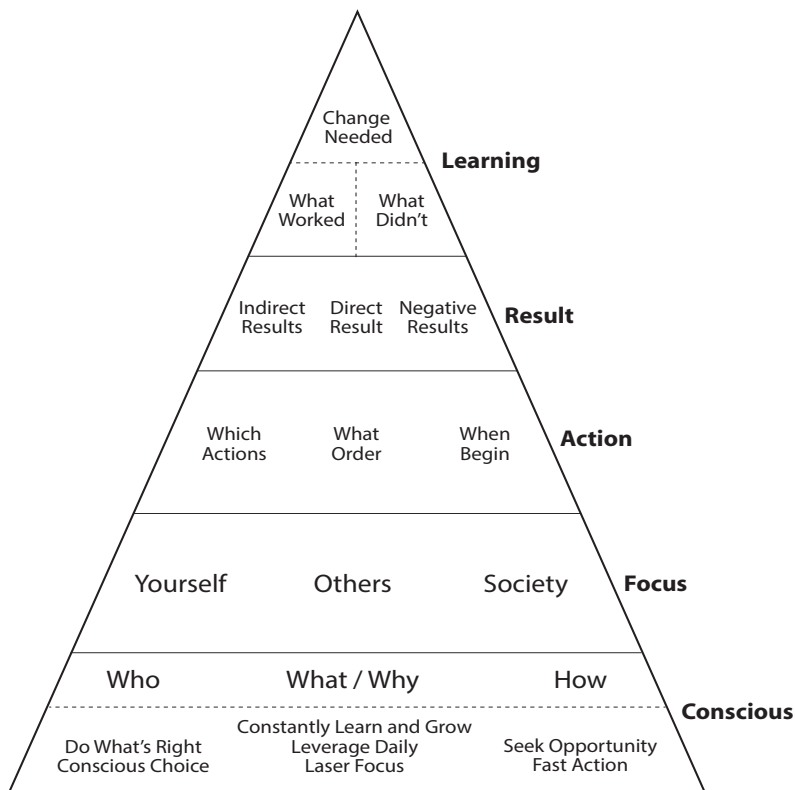 Change
Needed
Learning
What
Worked
What
Didn't
Indirect
Results
Direct
Result
Negative
Results
Result
Which
Actions
What
Order
When
Begin
Action
Yourself
Others
Society
Focus
Who
What / Why
How
Conscious
Do What's Right
Conscious Choice
Constantly Learn and Grow
Leverage Daily
Laser Focus
Seek Opportunity
Fast Action